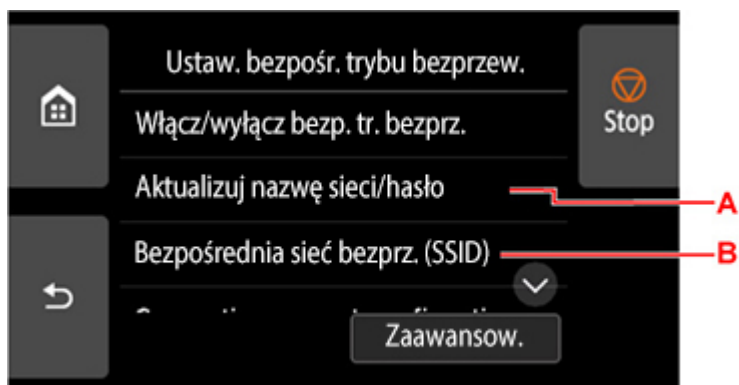 Ustaw. bezpośr. trybu bezprzew.
Włącz/wyłącz bezp. tr. bezprz.
Stop
Aktualizuj nazwę sieci/hasło
A
Bezpośrednia sieć bezprz. (SSID)
B
Zaawansow.